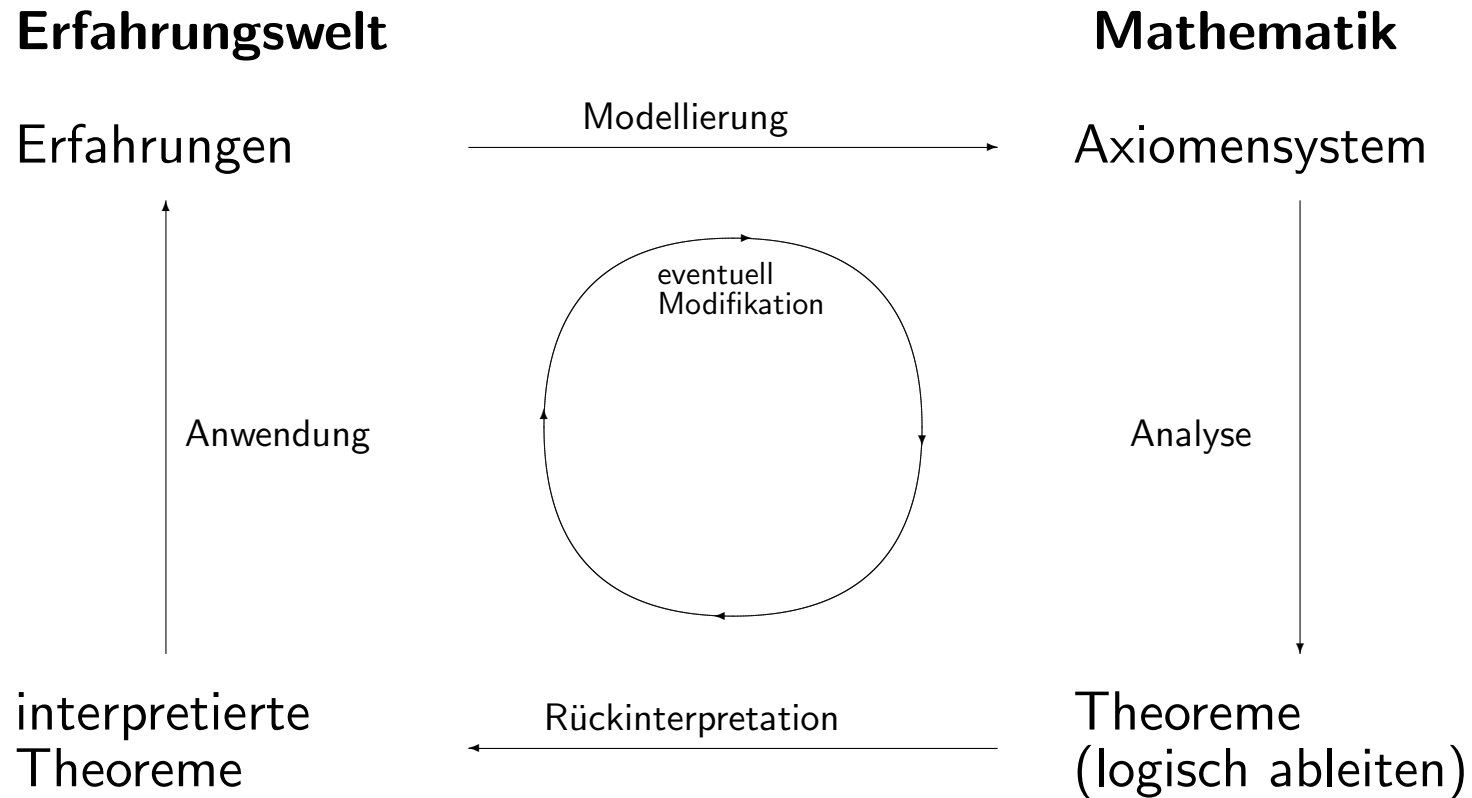 Erfahrungswelt
Mathematik
Erfahrungen
Modellierung
Axiomensystem
eventuell
Modifikation
Anwendung
Analyse
interpretierte
Theoreme
Rückinterpretation
Theoreme
(logisch ableiten)